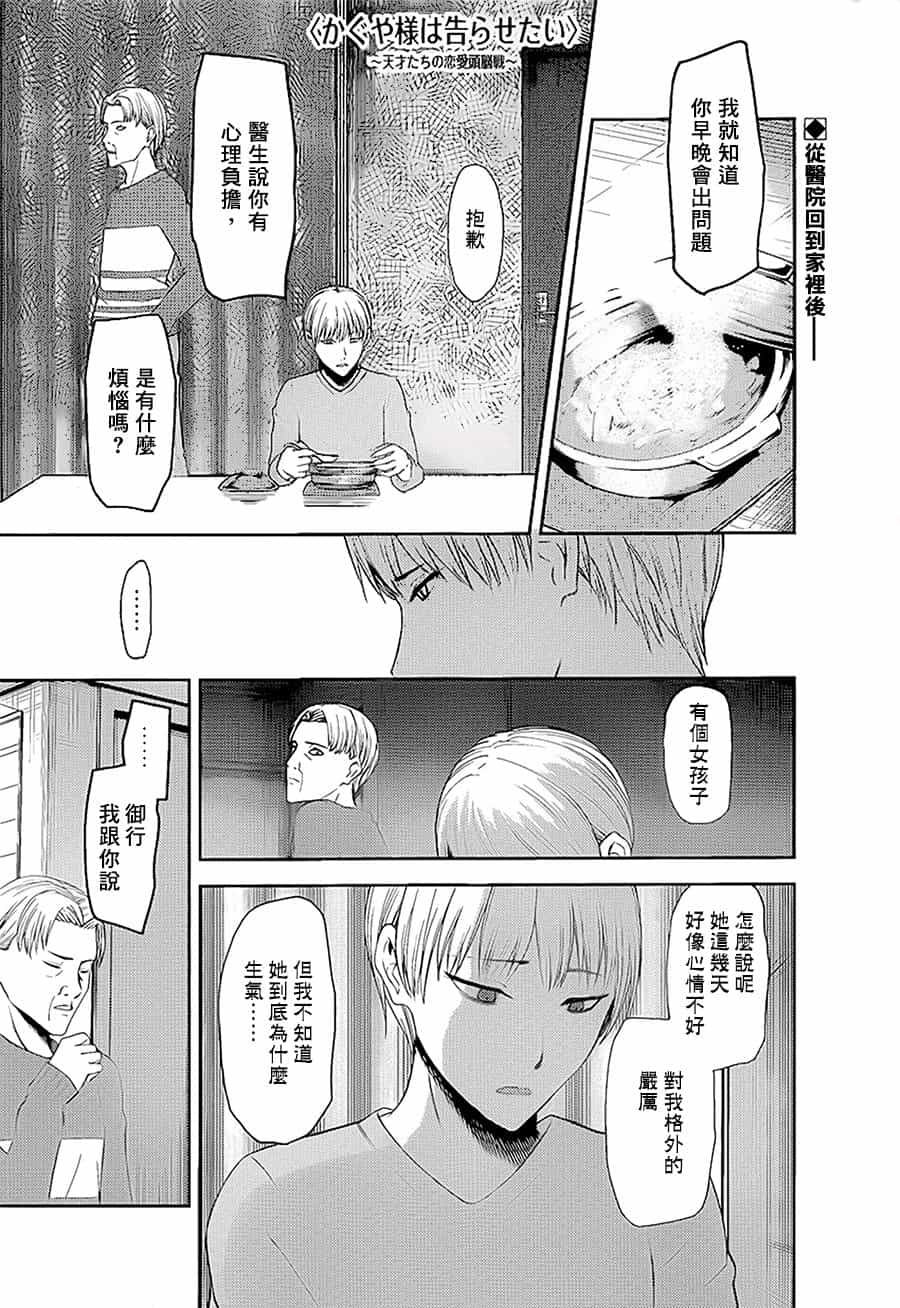 〈かぐや様は告らせたい〉
～天才たちの恋愛頭脳戦～
◆從醫院回到家裡後——
我就知道
你早晚會出問題
抱歉
醫生說你有
心理負擔，
是有什麼
煩惱嗎？
……
有個女孩子
……
御行
我跟你說
怎麼說呢
她這幾天
好像心情不好
對我格外的
嚴厲
但我不知道
她到底為什麼
生氣……